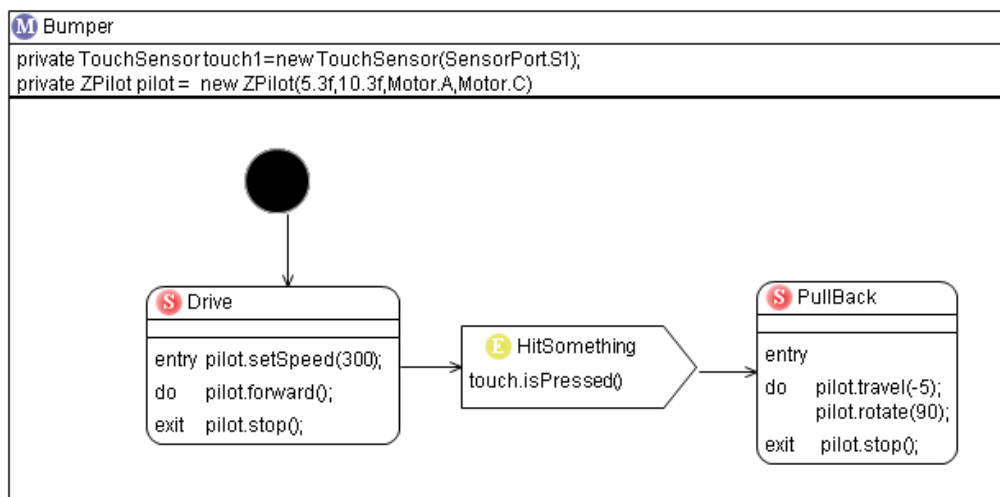 M Bumper
private TouchSensor touch1=new TouchSensor(SensorPort.S1);
private ZPilot pilot = new ZPilot(5.3f,10.3f,Motor.A,Motor.C)
S Drive
entry pilot.setSpeed(300);
do pilot.forward();
exit pilot.stop();
E HitSomething
touch.isPressed()
S PullBack
entry
do pilot.travel(-5);
pilot.rotate(90);
exit pilot.stop();